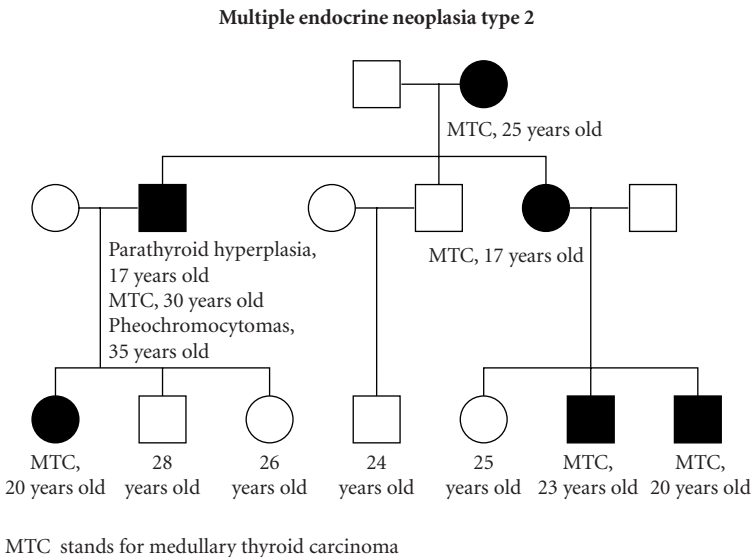 Multiple endocrine neoplasia type 2
MTC, 25 years old
Parathyroid hyperplasia,
17 years old
MTC, 30 years old
Pheochromocytomas,
35 years old
MTC, 17 years old
MTC,
20 years old
28
years old
26
years old
24
years old
25
years old
MTC,
23 years old
MTC,
20 years old
MTC stands for medullary thyroid carcinoma